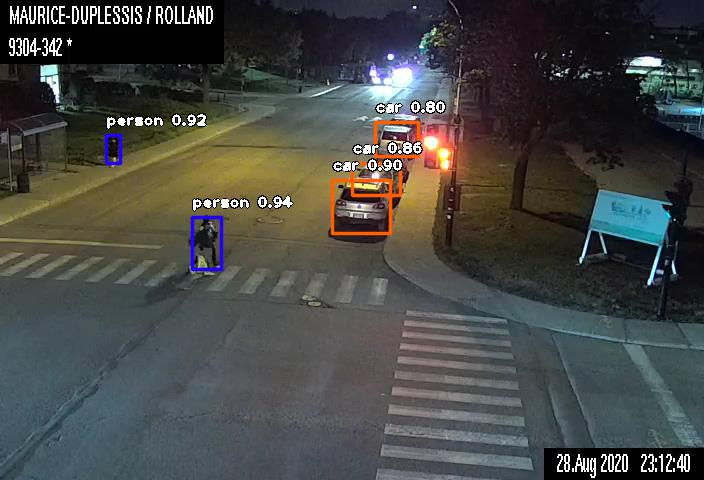 MAURICE-DUPLESSIS / ROLLAND
9304-342 *
car 0.80
person 0.92
car 0.86
car 0.90
person 0.94
28.Aug 2020 23:12:40